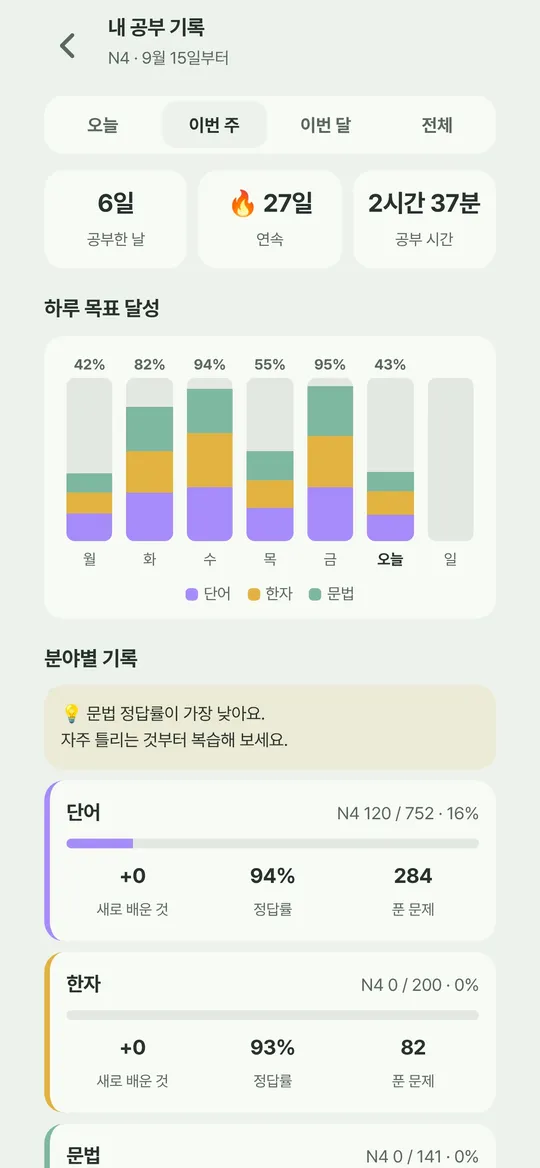 내 공부 기록
N4 · 9월 15일부터
오늘 이번 주 이번 달 전체
6일 🔥 27일 2시간 37분
공부한 날 연속 공부 시간
하루 목표 달성
42% 82% 94% 55% 95% 43%
월 화 수 목 금 오늘 일
단어 한자 문법
분야별 기록
💡 문법 정답률이 가장 낮아요.
자주 틀리는 것부터 복습해 보세요.
단어 N4 120 / 752 · 16%
+0 94% 284
새로 배운 것 정답률 푼 문제
한자 N4 0 / 200 · 0%
+0 93% 82
새로 배운 것 정답률 푼 문제
문법 N4 0 / 141 · 0%